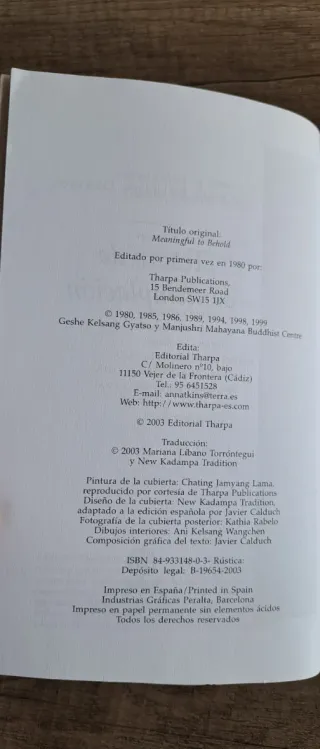 Título original:
Meaningful to Behold
Editado por primera vez en 1980 por:
Tharpa Publications,
15 Bendemeer Road
London SW15 1JX
© 1980, 1985, 1986, 1989, 1994, 1998, 1999
Geshe Kelsang Gyatso y Manjushri Mahayana Buddhist Centre
Edita:
Editorial Tharpa
C/ Molinero nº10, bajo
11150 Vejer de la Frontera (Cádiz)
Tel.: 95 6451528
E-mail: annatkins@terra.es
Web: http://www.tharpa-es.com
© 2003 Editorial Tharpa
Traducción:
© 2003 Mariana Líbano Torróntegui
y New Kadampa Tradition
Pintura de la cubierta: Chating Jamyang Lama,
reproducido por cortesía de Tharpa Publications
Diseño de la cubierta New Kadampa Tradition,
adaptado a la edición española por Javier Calduch
Fotografía de la cubierta posterior: Kathia Rabelo
Dibujos interiores: Ani Kelsang Wangchen
Composición gráfica del texto: Javier Calduch
ISBN 84-933148-0-3- Rústica:
Depósito legal: B-19654-2003
Impreso en España/Printed in Spain
Industrias Gráficas Peralta, Barcelona
Impreso en papel permanente sin elementos ácidos
Todos los derechos reservados